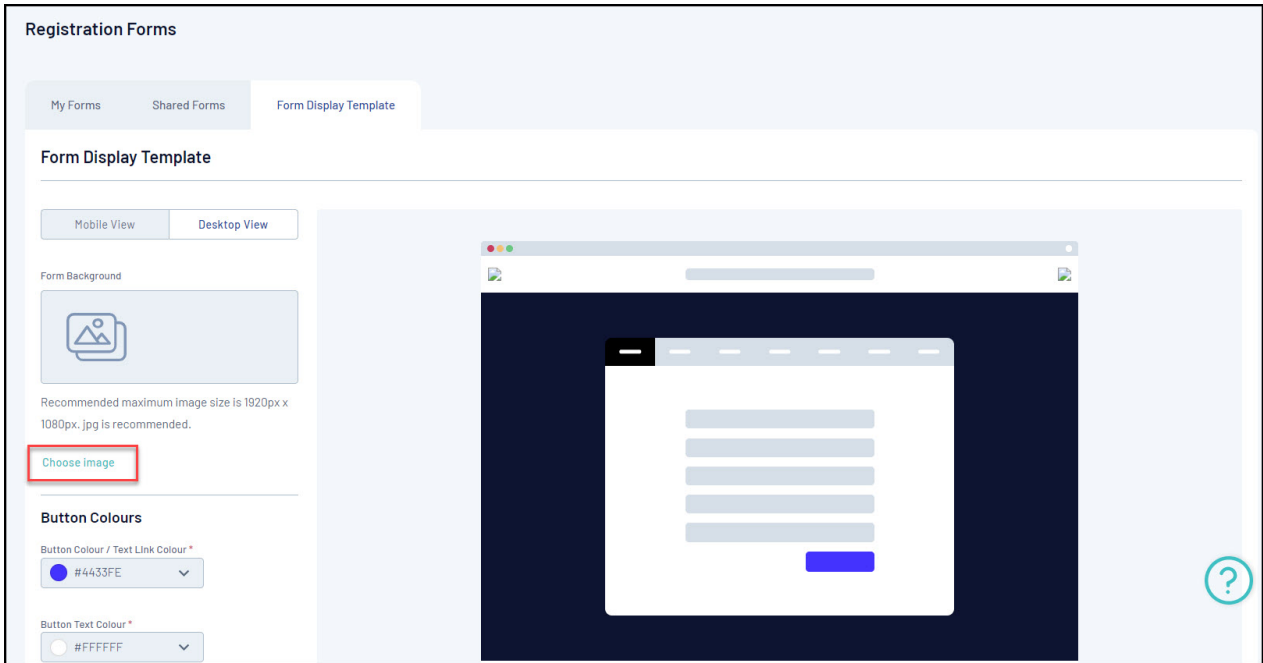 Registration Forms
My Forms
Shared Forms
Form Display Template
Form Display Template
Mobile View
Desktop View
Form Background
Recommended maximum image size is 1920px x
1080px. jpg is recommended.
Choose image
Button Colours
Button Colour / Text Link Colour *
#4433FE
Button Text Colour *
#FFFFFF
?